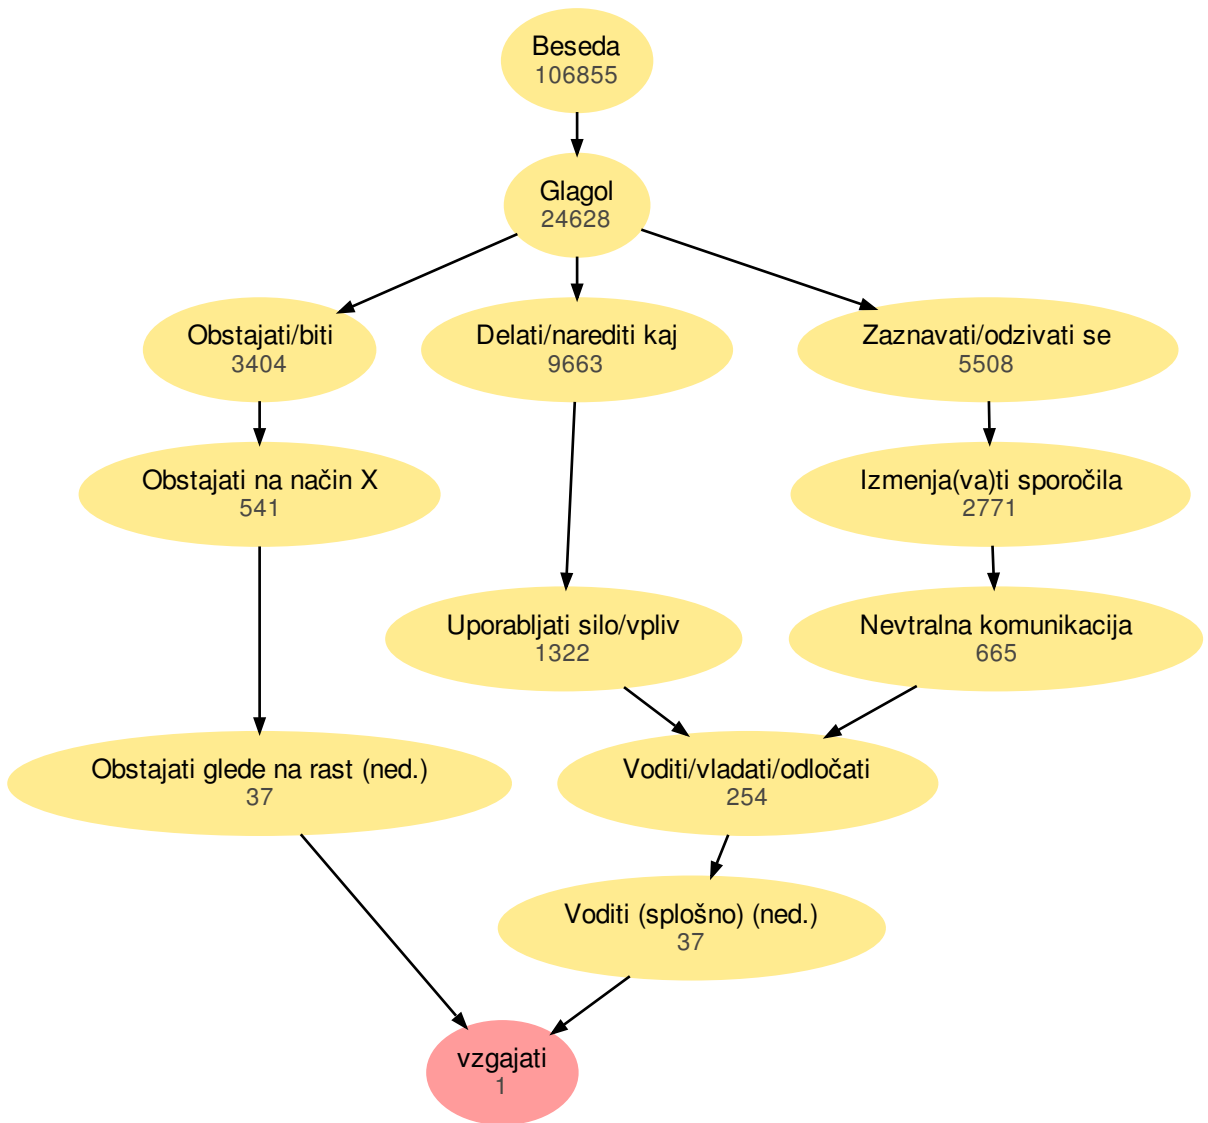 Beseda
106855
Glagol
24628
Obstajati/biti
3404
Delati/narediti kaj
9663
Zaznavati/odzivati se
5508
Obstajati na način X
541
Izmenja(va)ti sporočila
2771
Uporabljati silo/vpliv
1322
Nevtralna komunikacija
665
Obstajati glede na rast (ned.)
37
Voditi/vladati/odločati
254
Voditi (splošno) (ned.)
37
vzgajati
1